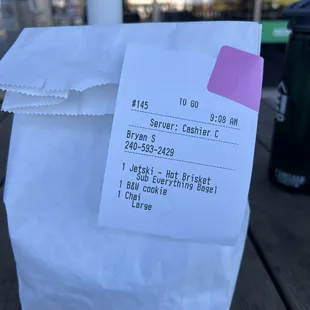 #145
TO GO
9:08 AM
Server: Cashier C
Bryan S
240-593-2429
1 Jetski - Hot Brisket
Sub Everything Bagel
1 B&W cookie
1 Chai
Large